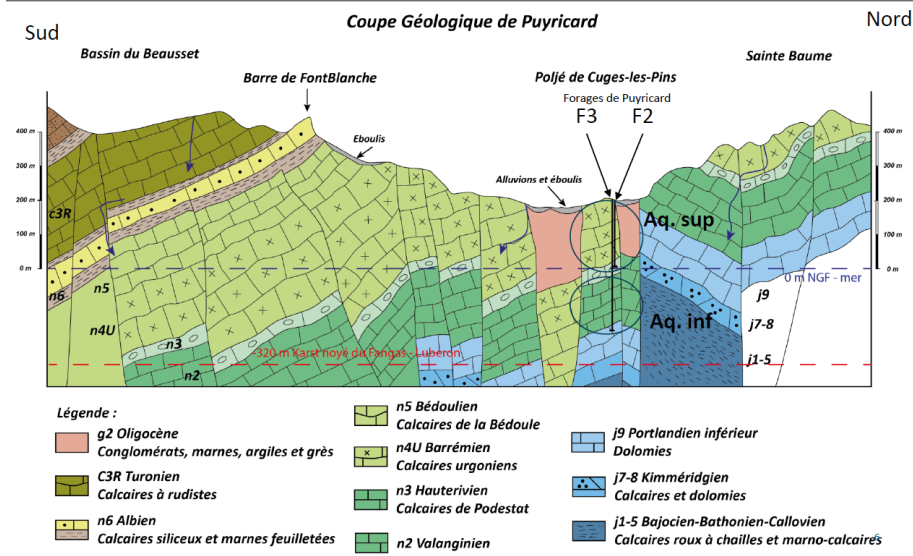 Sud
Coupe Géologique de Puyricard
Nord
Bassin du Beausset
Barre de FontBlanche
Poljé de Cuges-les-Pins
Sainte Baume
Forages de Puyricard
F3
F2
Eboulis
Alluvions et éboulis
400 m
300 m
200 m
100 m
0 m
400 m
300 m
200 m
100 m
0 m
c3R
n6
n5
n4U
n3
n2
Aq. sup
Aq. inf
0 m NGF - mer
j9
j7-8
j1-5
-320 m Karst noyé du Fangas - Luberon
Légende :
g2 Oligocène
Conglomérats, marnes, argiles et grès
C3R Turonien
Calcaires à rudistes
n6 Albien
Calcaires siliceux et marnes feuilletées
n5 Bédoulien
Calcaires de la Bédoule
n4U Barrémien
Calcaires urgoniens
n3 Hauterivien
Calcaires de Podestat
n2 Valanginien
j9 Portlandien inférieur
Dolomies
j7-8 Kimméridgien
Calcaires et dolomies
j1-5 Bajocien-Bathonien-Callovien
Calcaires roux à chailles et marno-calcaires